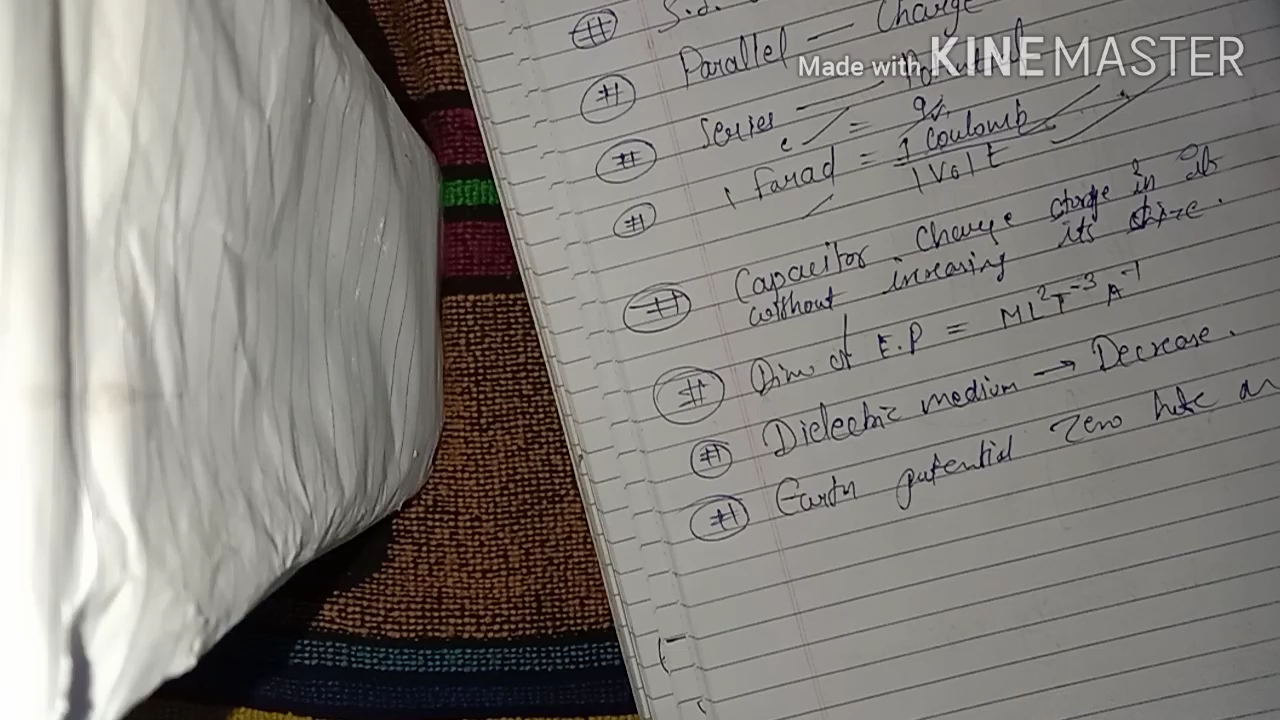 # S.I.
# Parallel — Charge
Made with KINEMASTER
# Series —
c = q/v
# 1 Farad = 1 Coulomb / 1 Volt
# Capacitor charge storge in
without increasing its size.
# Dim of E.P = ML²T⁻³A⁻¹
# Dielectric medium → Decrease.
# Earth potential Zero